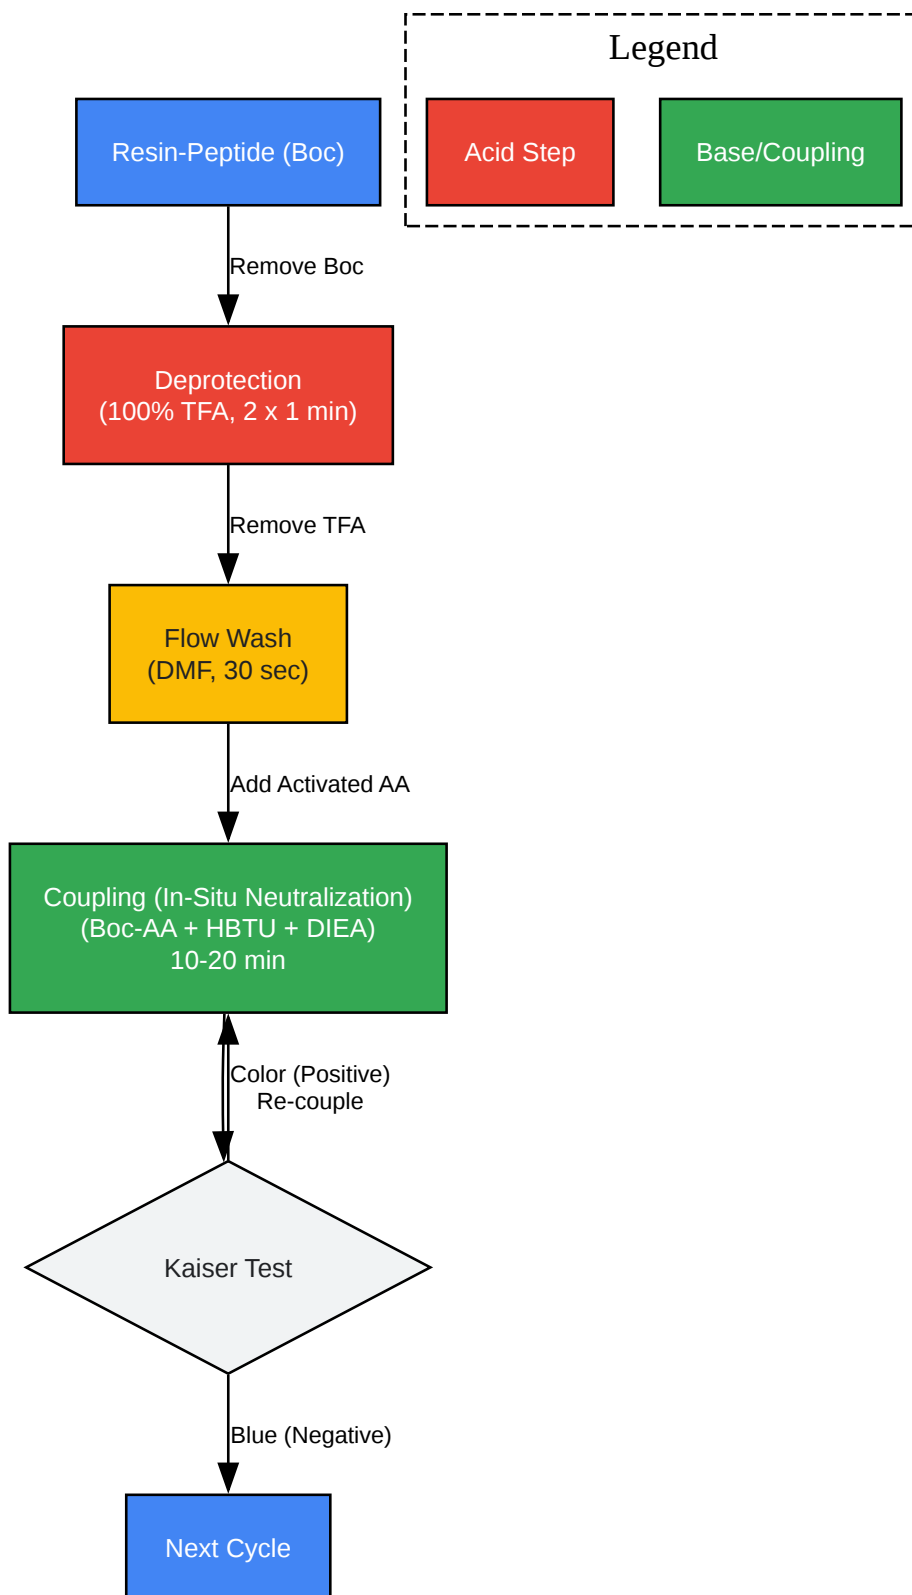 Legend
Resin-Peptide (Boc)
Acid Step
Base/Coupling
Remove Boc
Deprotection
(100% TFA, 2 x 1 min)
Remove TFA
Flow Wash
(DMF, 30 sec)
Add Activated AA
Coupling (In-Situ Neutralization)
(Boc-AA + HBTU + DIEA)
10-20 min
Color (Positive)
Re-couple
Kaiser Test
Blue (Negative)
Next Cycle